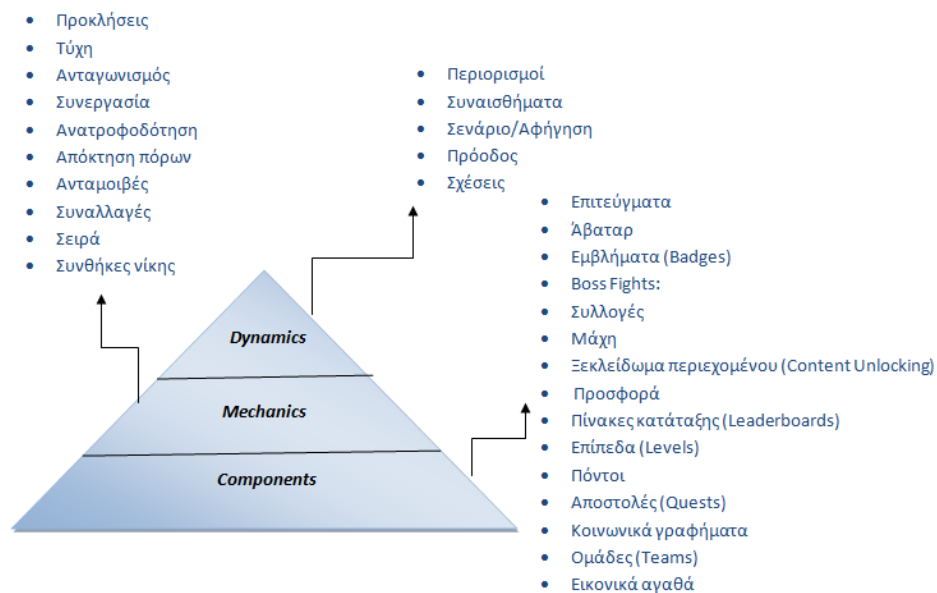 • Προκλήσεις
• Τύχη
• Ανταγωνισμός
• Συνεργασία
• Ανατροφοδότηση
• Απόκτηση πόρων
• Ανταμοιβές
• Συναλλαγές
• Σειρά
• Συνθήκες νίκης
• Περιορισμοί
• Συναισθήματα
• Σενάριο/Αφήγηση
• Πρόοδος
• Σχέσεις
• Επιτεύγματα
• Άβαταρ
• Εμβλήματα (Badges)
• Boss Fights:
• Συλλογές
• Μάχη
• Ξεκλείδωμα περιεχομένου (Content Unlocking)
• Προσφορά
• Πίνακες κατάταξης (Leaderboards)
• Επίπεδα (Levels)
• Πόντοι
• Αποστολές (Quests)
• Κοινωνικά γραφήματα
• Ομάδες (Teams)
• Εικονικά αγαθά
Dynamics
Mechanics
Components